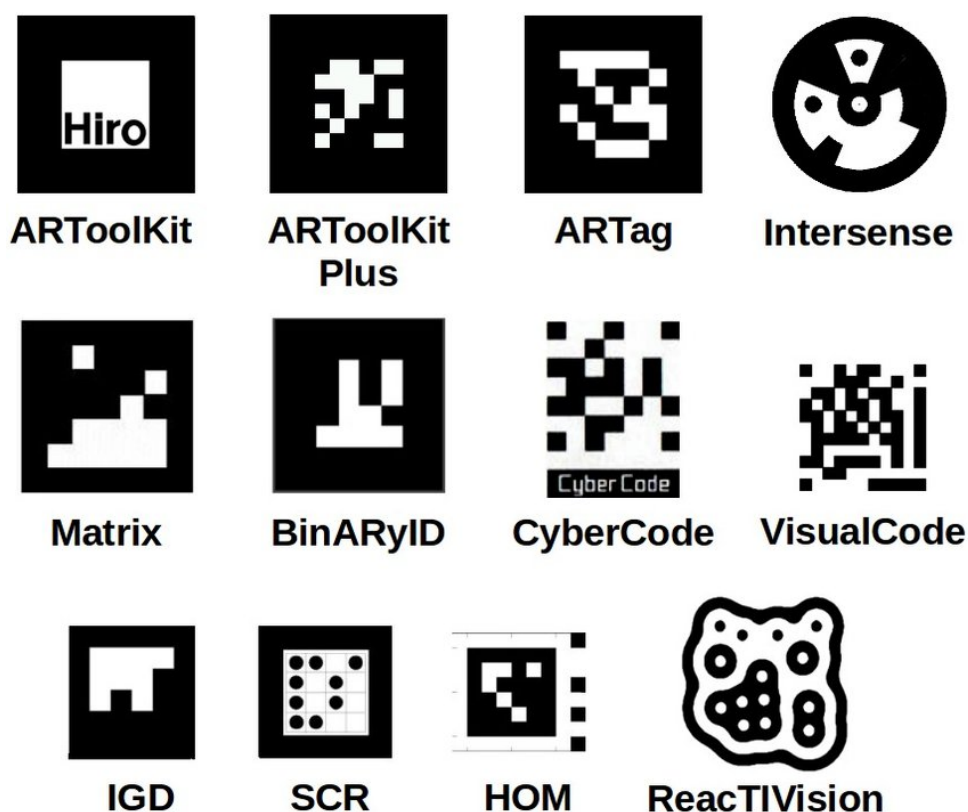 Hiro
ARToolKit
ARToolKit
Plus
ARTag
Intersense
CyberCode
Matrix
BinARyID
CyberCode
VisualCode
IGD
SCR
HOM
ReacTIVision